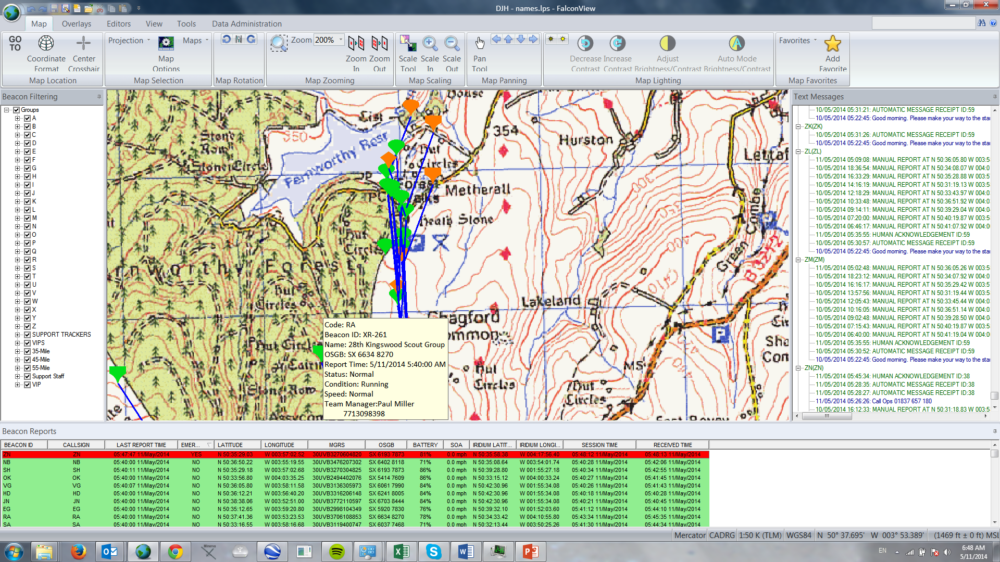 DJH - names.lps - FalconView
Map Overlays Editors View Tools Data Administration
GO TO
Coordinate Format
Center Crosshair
Map Location
Projection
Map Options
Maps
Map Selection
Map Rotation
Zoom 200%
Zoom In
Zoom Out
Map Zooming
Scale Tool
Scale In
Scale Out
Map Scaling
Pan Tool
Map Panning
Decrease Contrast
Increase Contrast
Adjust Brightness/Contrast
Auto Mode Brightness/Contrast
Map Lighting
Favorites
Add Favorite
Map Favorites
Beacon Filtering
Groups
A
B
C
D
E
F
G
H
I
J
K
L
M
N
O
P
Q
R
S
T
U
V
W
X
Y
Z
SUPPORT TRACKERS
VIPS
35-Mile
45-Mile
55-Mile
Support Staff
VIP
House
Cist
354
350
Hurston
Stone Row
Stone Circles
Fernworthy Resr
Hut Circles
Metherall
Heath Stone
Hut Circles
Forest
Green Combe
B3212
Hut Circles
Lakeland
Chagford Common
Hut Circles
Cairn
Stone Row
Hut Circles
MS
Hut Circles
300
400
410
Code: RA
Beacon ID: XR-261
Name: 28th Kingswood Scout Group
OSGB: SX 6634 8270
Report Time: 5/11/2014 5:40:00 AM
Status: Normal
Condition: Running
Speed: Normal
Team Manager:Paul Miller
7713098398
Text Messages
10/05/2014 05:31:21: AUTOMATIC MESSAGE RECEIPT ID:59
10/05/2014 05:22:45: Good morning. Please make your way to the star
ZK(ZK)
10/05/2014 05:31:26: AUTOMATIC MESSAGE RECEIPT ID:59
10/05/2014 05:22:45: Good morning. Please make your way to the star
ZL(ZL)
11/05/2014 05:09:08: MANUAL REPORT AT N 50:36:05.80 W 003:5
10/05/2014 18:36:54: MANUAL REPORT AT N 50:34:08.07 W 004:0
10/05/2014 16:33:29: MANUAL REPORT AT N 50:35:28.88 W 003:5
10/05/2014 14:16:19: MANUAL REPORT AT N 50:31:19.13 W 003:5
10/05/2014 12:18:29: MANUAL REPORT AT N 50:33:43.97 W 004:0
10/05/2014 10:33:48: MANUAL REPORT AT N 50:36:51.92 W 004:0
10/05/2014 09:14:11: MANUAL REPORT AT N 50:39:29.04 W 004:0
10/05/2014 07:20:00: MANUAL REPORT AT N 50:40:19.87 W 003:5
10/05/2014 06:46:17: MANUAL REPORT AT N 50:41:07.92 W 004:0
11/05/2014 05:35:55: HUMAN ACKNOWLEDGEMENT ID:59
10/05/2014 05:30:57: AUTOMATIC MESSAGE RECEIPT ID:59
10/05/2014 05:22:45: Good morning. Please make your way to the star
ZM(ZM)
11/05/2014 05:02:48: MANUAL REPORT AT N 50:36:05.26 W 003:5
10/05/2014 18:23:12: MANUAL REPORT AT N 50:34:07.92 W 004:0
10/05/2014 16:16:17: MANUAL REPORT AT N 50:35:29.42 W 003:5
10/05/2014 13:57:56: MANUAL REPORT AT N 50:31:19.44 W 003:5
10/05/2014 12:05:43: MANUAL REPORT AT N 50:33:45.44 W 004:0
10/05/2014 10:16:05: MANUAL REPORT AT N 50:36:51.14 W 004:0
10/05/2014 09:02:48: MANUAL REPORT AT N 50:39:28.50 W 004:0
10/05/2014 07:15:43: MANUAL REPORT AT N 50:40:19.87 W 003:5
10/05/2014 06:40:00: MANUAL REPORT AT N 50:41:19.04 W 004:0
11/05/2014 05:35:55: HUMAN ACKNOWLEDGEMENT ID:59
10/05/2014 05:30:52: AUTOMATIC MESSAGE RECEIPT ID:59
10/05/2014 05:22:45: Good morning. Please make your way to the star
ZN(ZN)
11/05/2014 05:45:34: HUMAN ACKNOWLEDGEMENT ID:38
11/05/2014 05:28:35: AUTOMATIC MESSAGE RECEIPT ID:38
11/05/2014 05:28:27: AUTOMATIC MESSAGE RECEIPT ID:38
11/05/2014 05:26:26: Call Ops 01837 657 180
10/05/2014 16:12:33: MANUAL REPORT AT N 50:31:18.83 W 003:5
Beacon Reports
BEACON ID CALLSIGN LAST REPORT TIME EMER... LATITUDE LONGITUDE MGRS OSGB BATTERY SOA IRIDIUM LATIT... IRIDIUM LONGI... SESSION TIME RECEIVED TIME
ZN ZN 05:47:47 11/May/2014 YES N 50:35:29.03 W 003:57:02.52 30UVB3270604820 SX 6193 7873 81% 0.0 mph N 50:35:58.38 W 004:17:56.40 05:48:12 11/May/2014 05:48:13 11/May/2014
NB NB 05:40:00 11/May/2014 NO N 50:36:50.22 W 003:55:19.55 30UVB3476207302 SX 6402 8118 71% 0.0 mph N 50:35:08.64 W 003:54:01.74 05:40:28 11/May/2014 05:42:06 11/May/2014
SH SH 05:40:11 11/May/2014 NO N 50:35:29.18 W 003:57:02.68 30UVB3270304825 SX 6193 7873 86% 0.0 mph N 50:39:28.80 W 001:55:27.18 05:40:34 11/May/2014 05:42:55 11/May/2014
OK OK 05:40:00 11/May/2014 NO N 50:33:56.80 W 004:03:35.25 30UVB2494402076 SX 5414 7609 86% 0.0 mph N 50:33:15.12 W 004:00:33.24 05:40:27 11/May/2014 05:41:45 11/May/2014
VG VG 05:40:07 11/May/2014 NO N 50:36:05.80 W 003:58:11.58 30UVB3136305973 SX 6061 7990 84% 0.0 mph N 50:42:30.96 W 001:55:34.08 05:40:26 11/May/2014 05:41:43 11/May/2014
HD HD 05:40:00 11/May/2014 NO N 50:36:12.21 W 003:56:40.20 30UVB3316206148 SX 6241 8005 84% 0.0 mph N 50:42:30.96 W 001:55:34.08 05:40:18 11/May/2014 05:40:28 11/May/2014
JN JN 05:40:00 11/May/2014 NO N 50:38:38.06 W 003:52:51.00 30UVB3772110597 SX 6703 8444 84% 0.0 mph N 50:42:30.96 W 001:55:34.08 05:40:21 11/May/2014 05:40:45 11/May/2014
EG EG 05:40:00 11/May/2014 NO N 50:35:12.65 W 003:59:20.80 30UVB2998104349 SX 5920 7830 76% 0.0 mph N 50:39:32.10 W 001:52:03.60 05:41:12 11/May/2014 05:44:10 11/May/2014
RA RA 05:40:00 11/May/2014 NO N 50:37:41.36 W 003:53:23.53 30UVB3706108853 SX 6634 8270 78% 0.0 mph N 50:34:33.42 W 004:10:55.80 05:43:34 11/May/2014 05:45:35 11/May/2014
SA SA 05:40:00 11/May/2014 NO N 50:33:16.55 W 003:58:16.68 30UVB3119400747 SX 6037 7468 71% 0.0 mph N 50:32:13.44 W 003:50:25.26 05:41:30 11/May/2014 05:44:34 11/May/2014
Mercator CADRG 1:50 K (TLM) WGS84 N 50° 37.695' W 003° 53.389' (1469 ft ± 0 ft) MSL
Minerva
EN
6:48 AM
5/11/2014